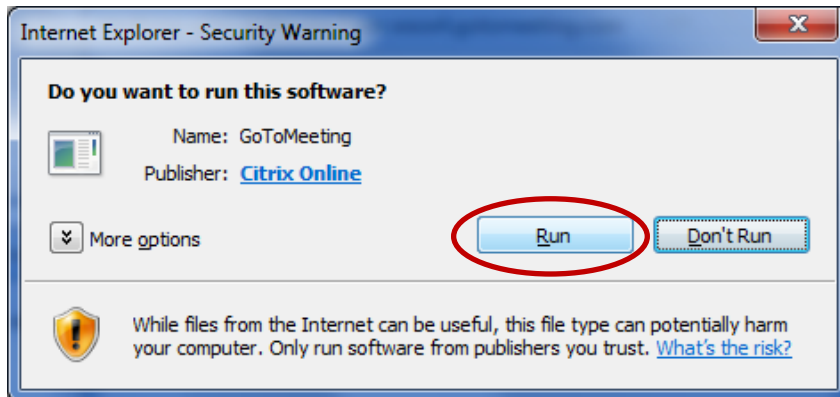 Internet Explorer - Security Warning
Do you want to run this software?
Name: GoToMeeting
Publisher: Citrix Online
More options
Run
Don't Run
While files from the Internet can be useful, this file type can potentially harm
your computer. Only run software from publishers you trust. What's the risk?